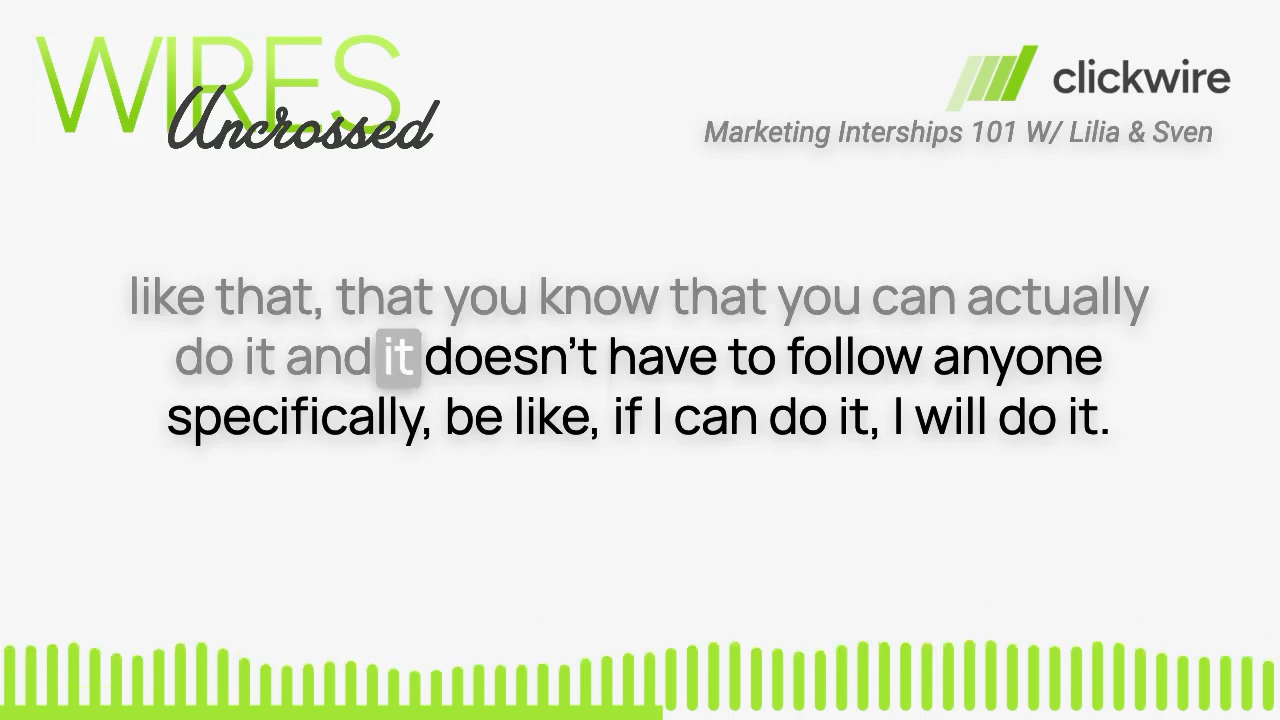 WIRES
Uncrossed
clickwire
Marketing Interships 101 W/ Lilia & Sven
like that, that you know that you can actually
do it and it doesn't have to follow anyone
specifically, be like, if I can do it, I will do it.